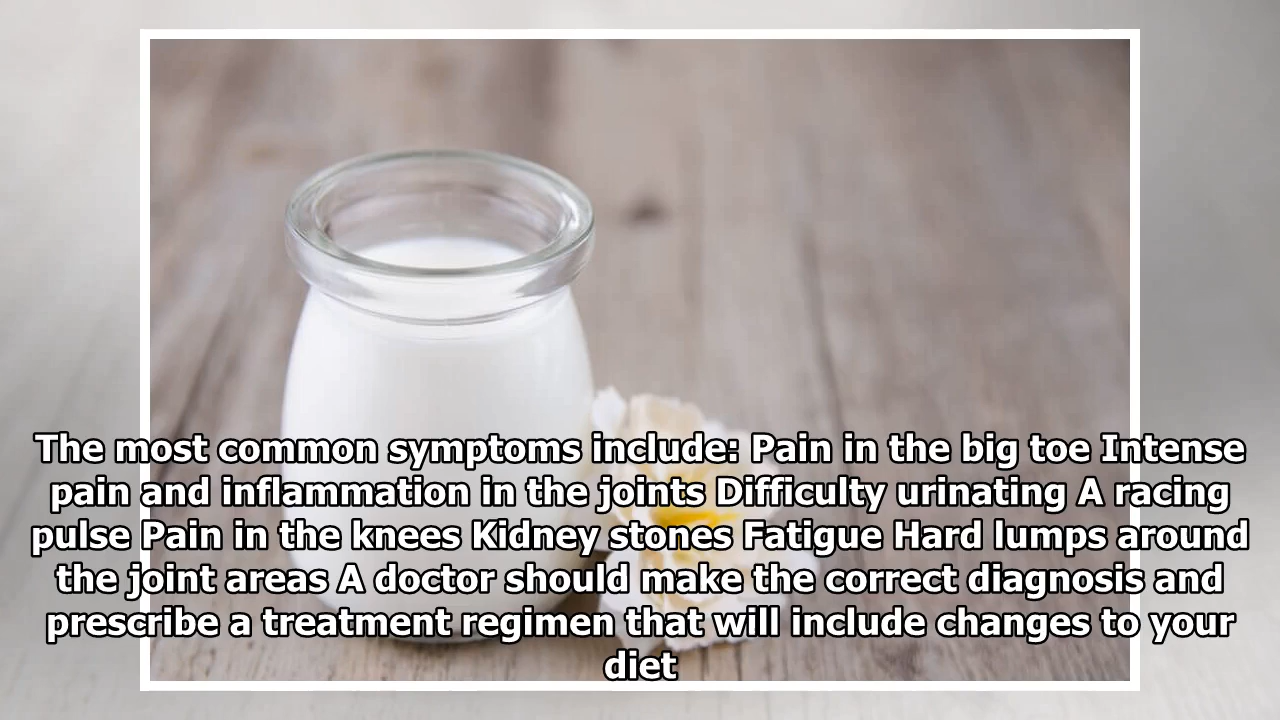 The most common symptoms include: Pain in the big toe Intense
pain and inflammation in the joints Difficulty urinating A racing
pulse Pain in the knees Kidney stones Fatigue Hard lumps around
the joint areas A doctor should make the correct diagnosis and
prescribe a treatment regimen that will include changes to your
diet